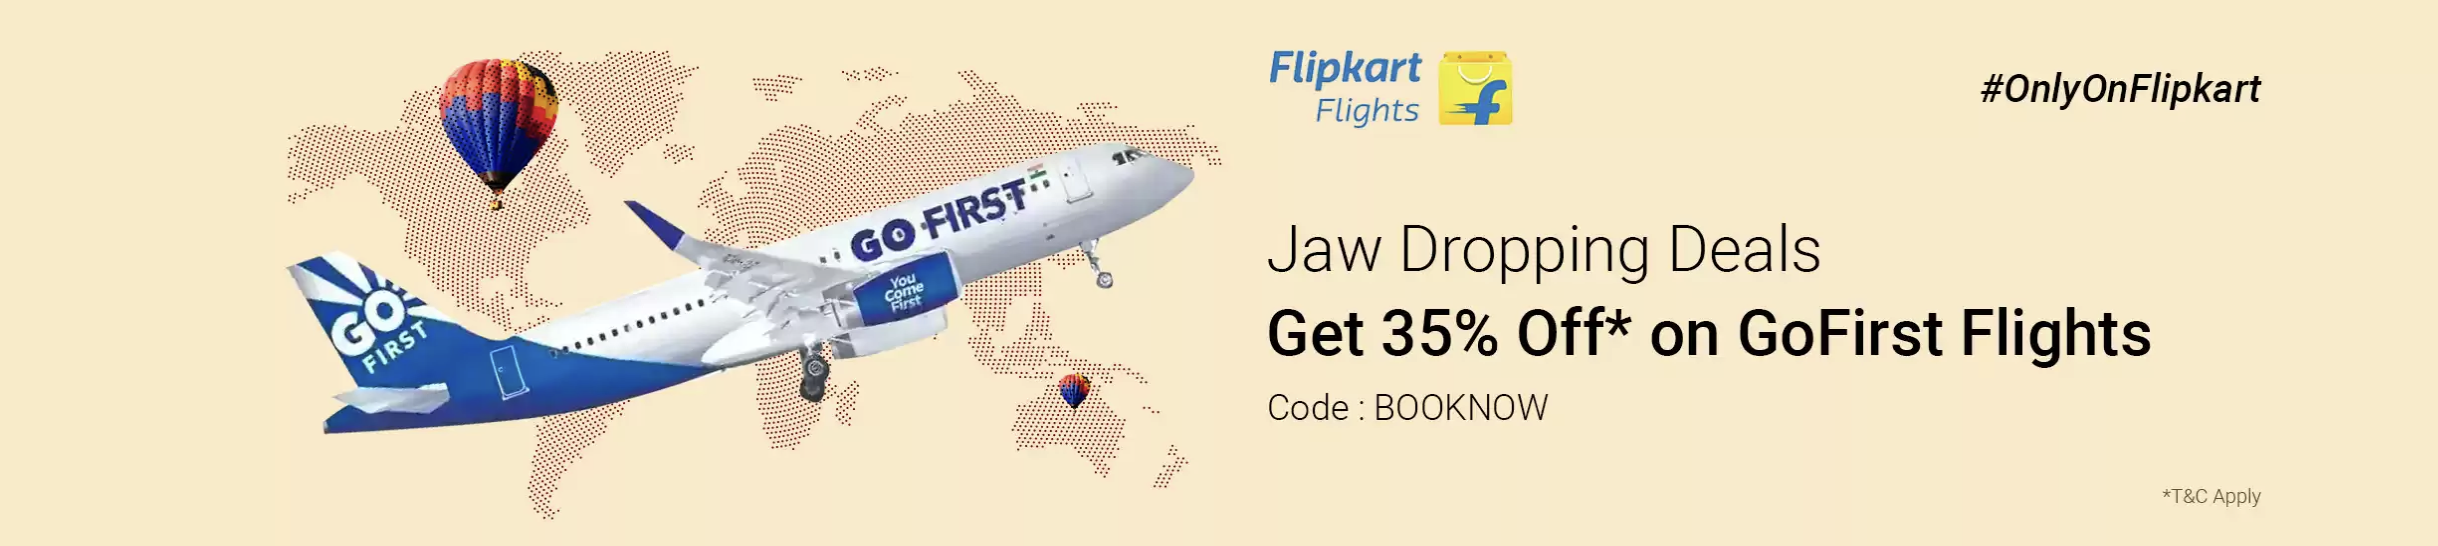 Flipkart
Flights
#OnlyOnFlipkart
GO FIRST
You
Come
First
GO
FIRST
Jaw Dropping Deals
Get 35% Off* on GoFirst Flights
Code : BOOKNOW
*T&C Apply